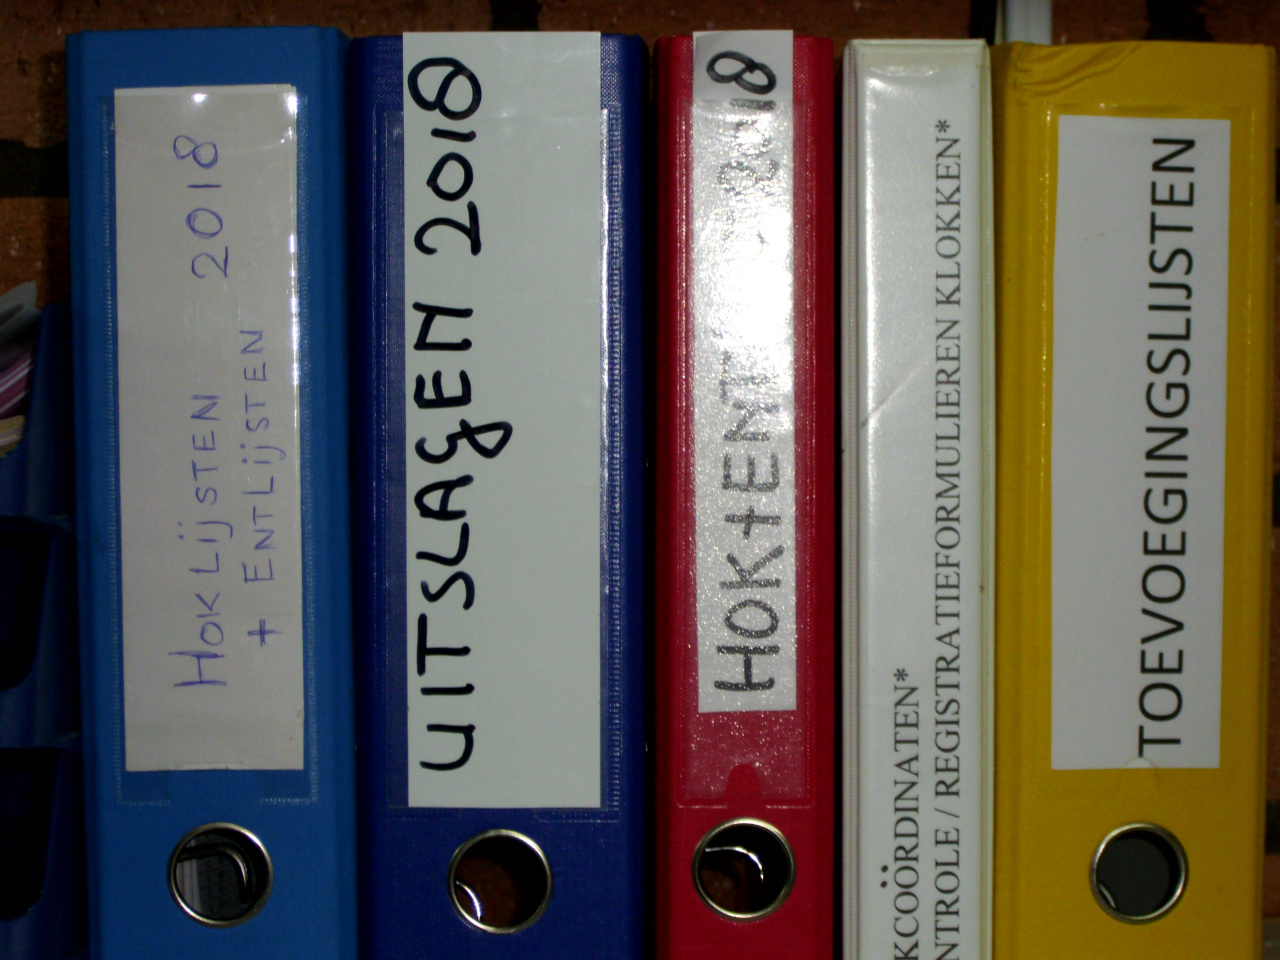 HOKLijSTEN 2018
+ ENTLijSTEN
UITSLAGEN 2018
HOK+ENT 2018
KCOÖRDINATEN*
NTROLE / REGISTRATIEFORMULIEREN KLOKKEN*
TOEVOEGINGSLIJSTEN